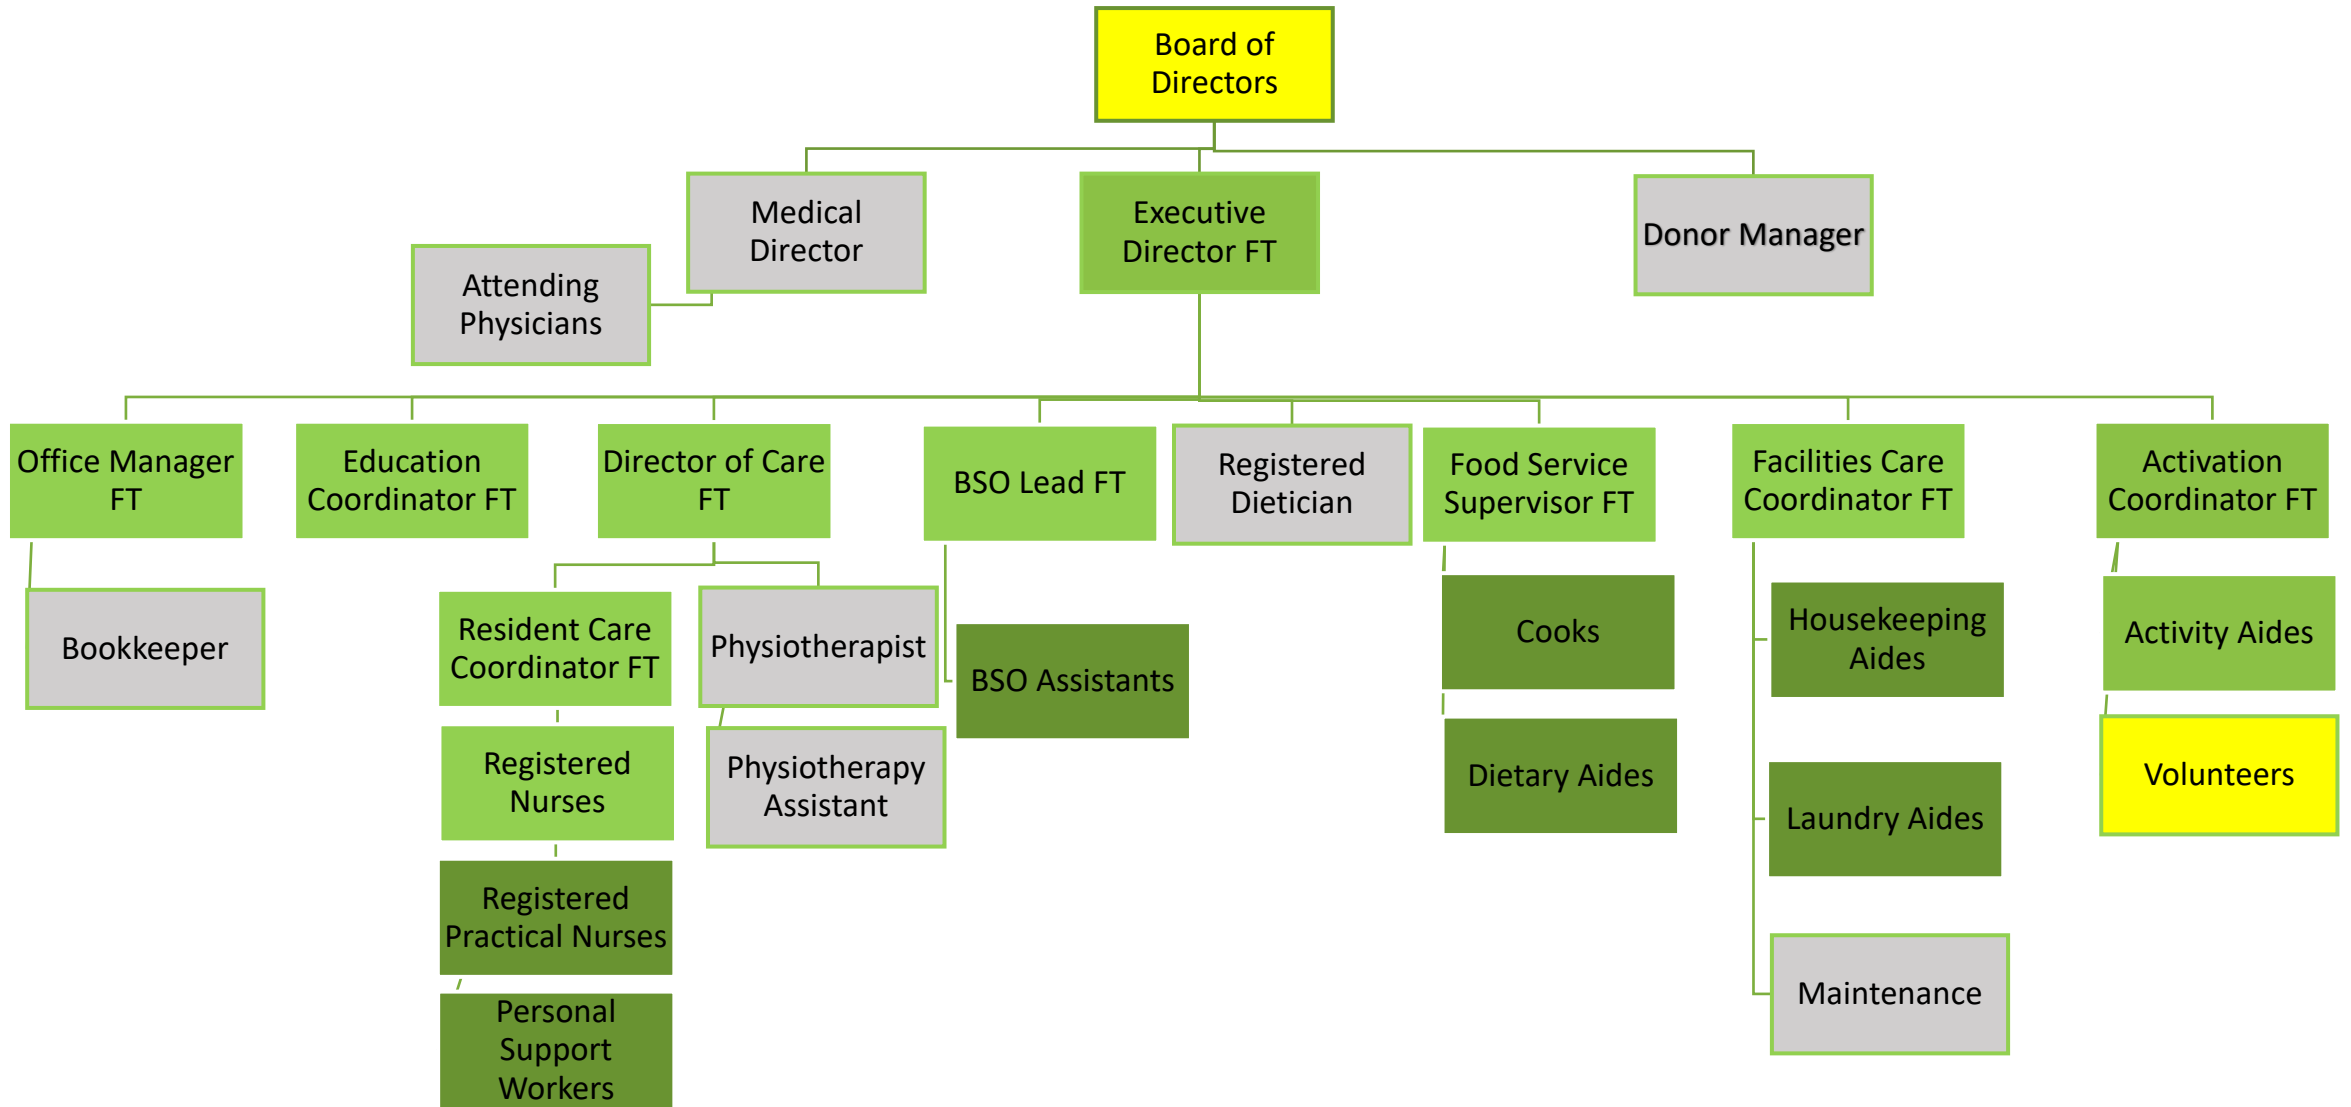 Board of
Directors
Medical
Director
Executive
Director FT
Donor Manager
Attending
Physicians
Office Manager
FT
Education
Coordinator FT
Director of Care
FT
BSO Lead FT
Registered
Dietician
Food Service
Supervisor FT
Facilities Care
Coordinator FT
Activation
Coordinator FT
Bookkeeper
Resident Care
Coordinator FT
Physiotherapist
BSO Assistants
Cooks
Housekeeping
Aides
Activity Aides
Registered
Nurses
Physiotherapy
Assistant
Dietary Aides
Laundry Aides
Volunteers
Registered
Practical Nurses
Maintenance
Personal
Support
Workers